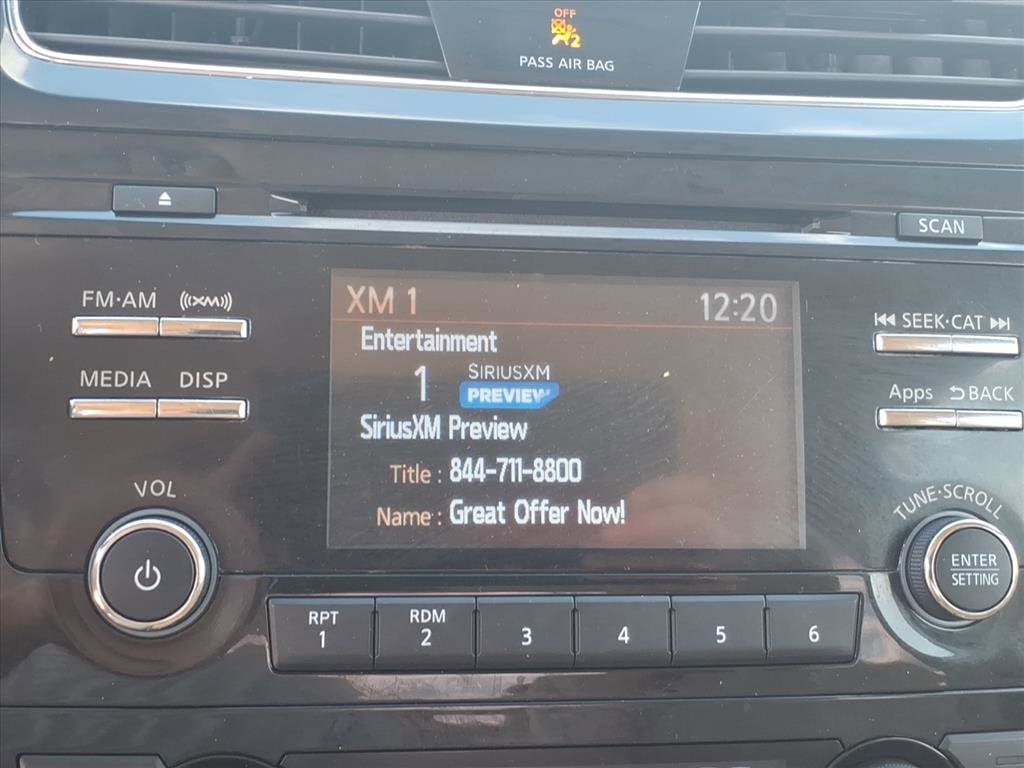 OFF
2
PASS AIR BAG
SCAN
FM·AM ((XM))
MEDIA DISP
VOL
XM 1 12:20
Entertainment
1 SIRIUSXM
PREVIEW
SiriusXM Preview
Title : 844-711-8800
Name : Great Offer Now!
SEEK·CAT
Apps BACK
TUNE·SCROLL
ENTER
SETTING
RPT RDM
1 2 3 4 5 6